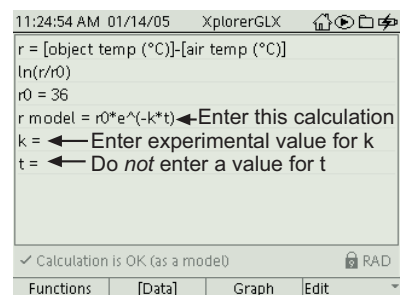 11:24:54 AM 01/14/05 XplorerGLX
r = [object temp (°C)]-[air temp (°C)]
ln(r/r0)
r0 = 36
r model = r0*e^(-k*t) Enter this calculation
k = Enter experimental value for k
t = Do not enter a value for t
Calculation is OK (as a model) RAD
Functions [Data] Graph Edit